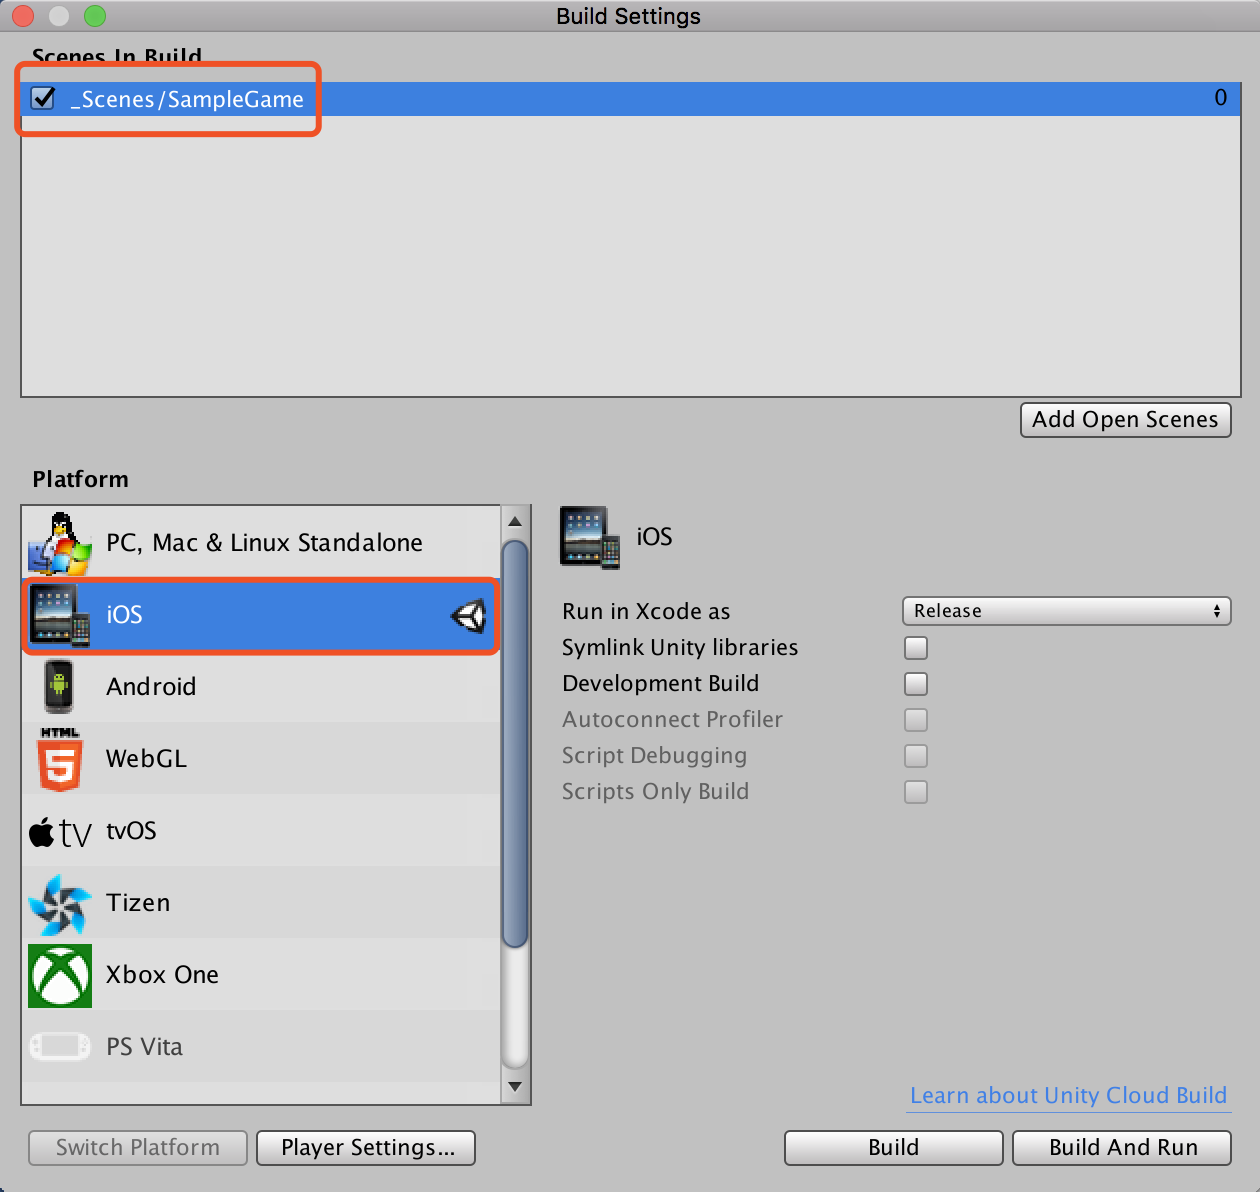 Build Settings
Scenes In Build
_Scenes/SampleGame 0
Add Open Scenes
Platform
PC, Mac & Linux Standalone
iOS
Android
HTML
5
WebGL
tv
tvOS
Tizen
Xbox One
PS Vita
iOS
Run in Xcode as Release
Symlink Unity libraries
Development Build
Autoconnect Profiler
Script Debugging
Scripts Only Build
Learn about Unity Cloud Build
Switch Platform Player Settings... Build Build And Run